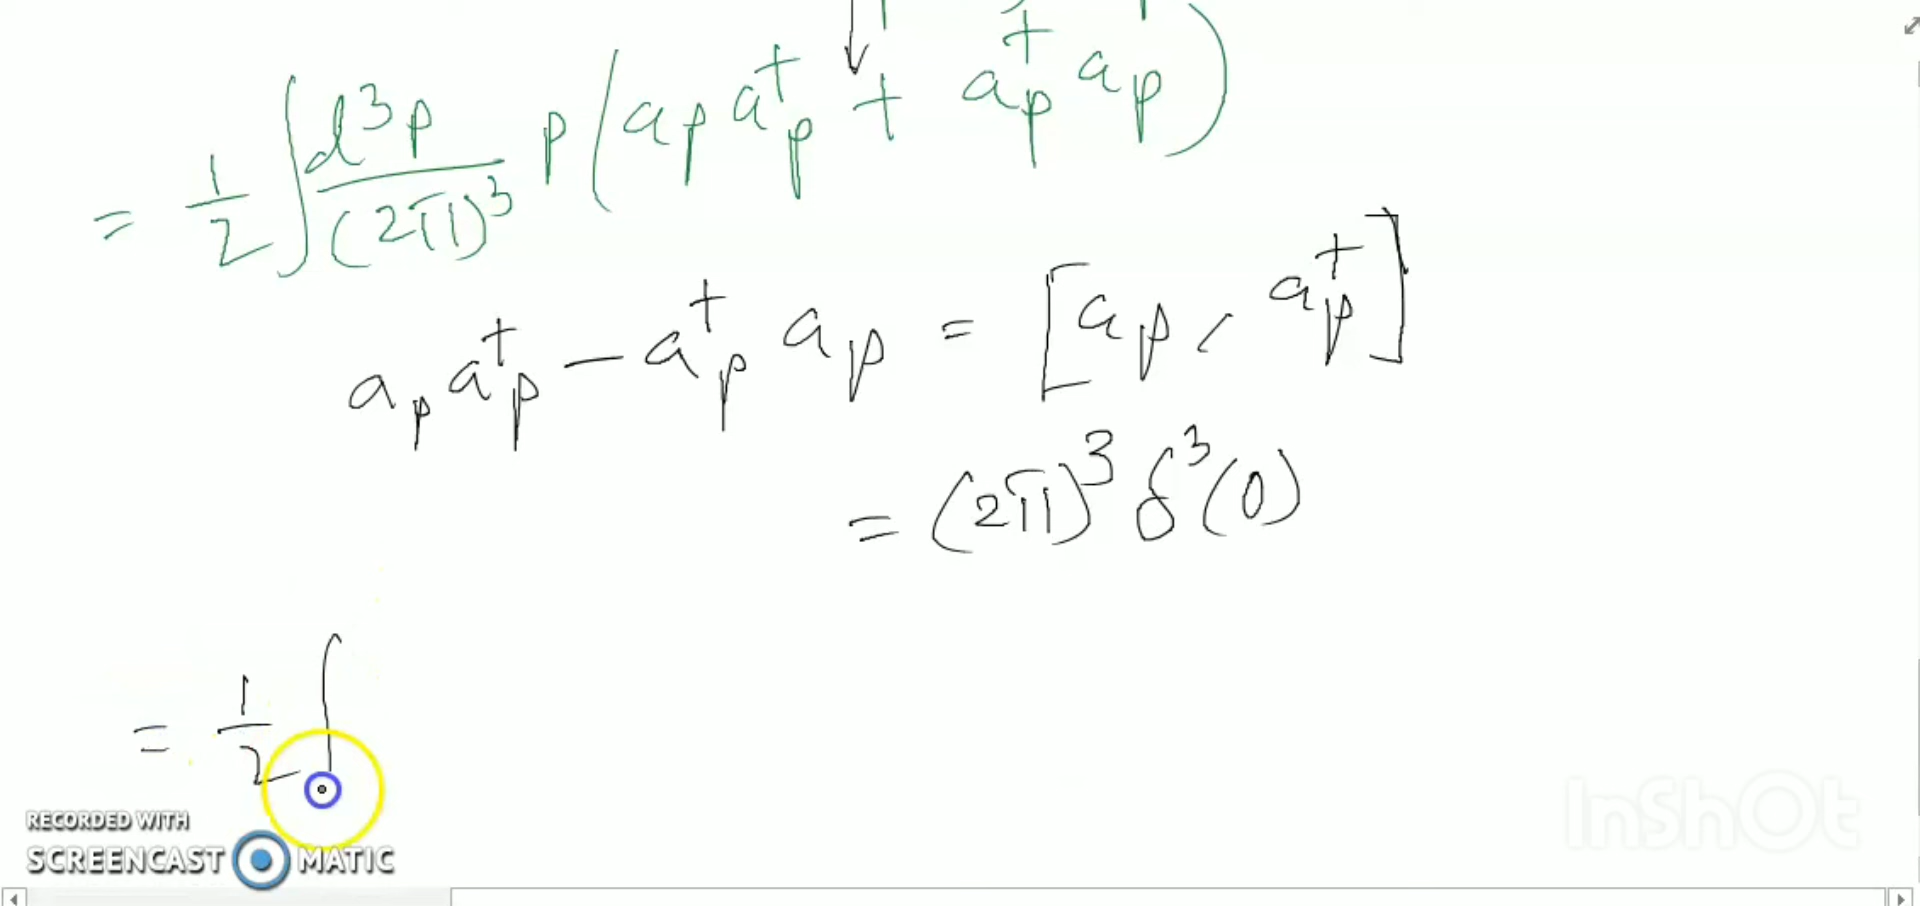 = 1/2 ∫ d³p/(2π)³ p (a_p a_p† + a_p† a_p)
a_p a_p† − a_p† a_p = [a_p, a_p†]
= (2π)³ δ³(0)
= 1/2 ∫
RECORDED WITH
SCREENCAST MATIC
InShOt